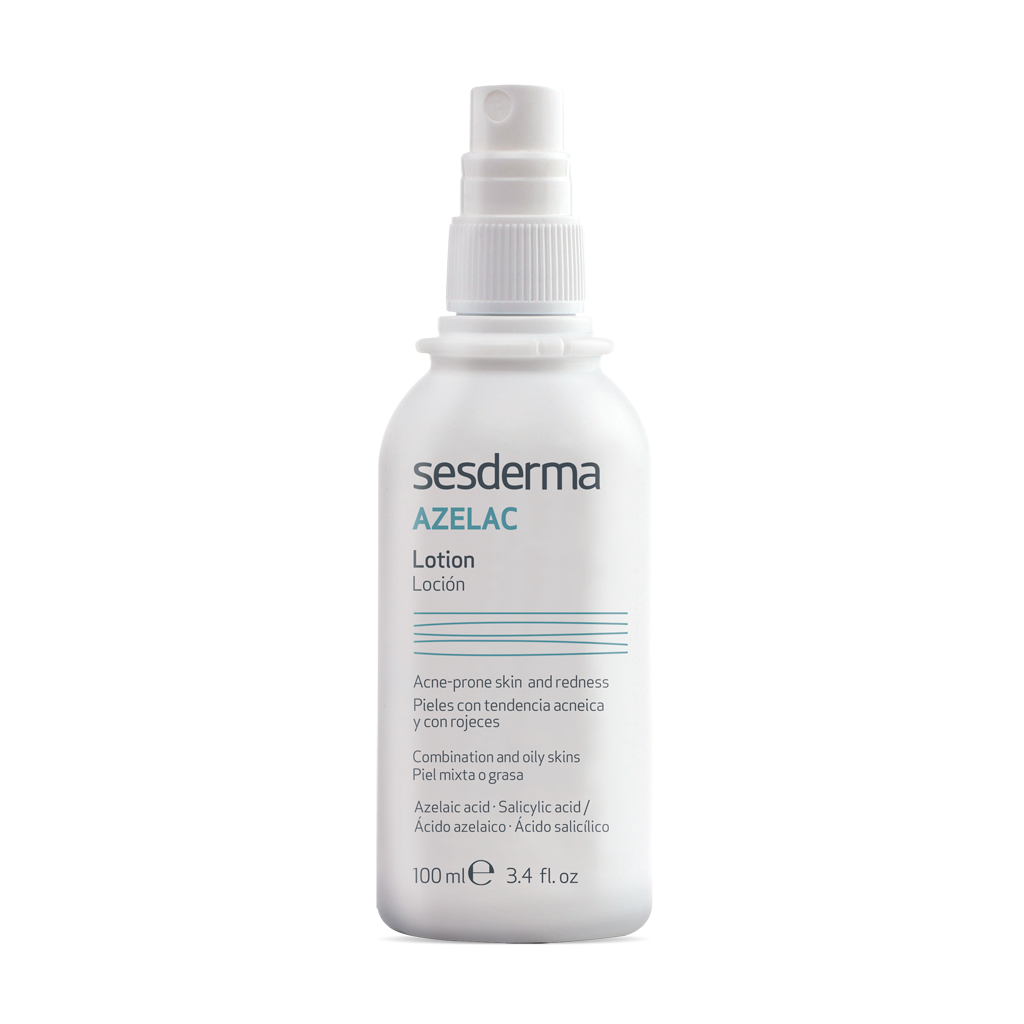 sesderma
AZELAC
Lotion
Loción
Acne-prone skin and redness
Pieles con tendencia acneica
y con rojeces
Combination and oily skins
Piel mixta o grasa
Azelaic acid · Salicylic acid /
Ácido azelaico · Ácido salicílico
100 ml ℮ 3.4 fl. oz